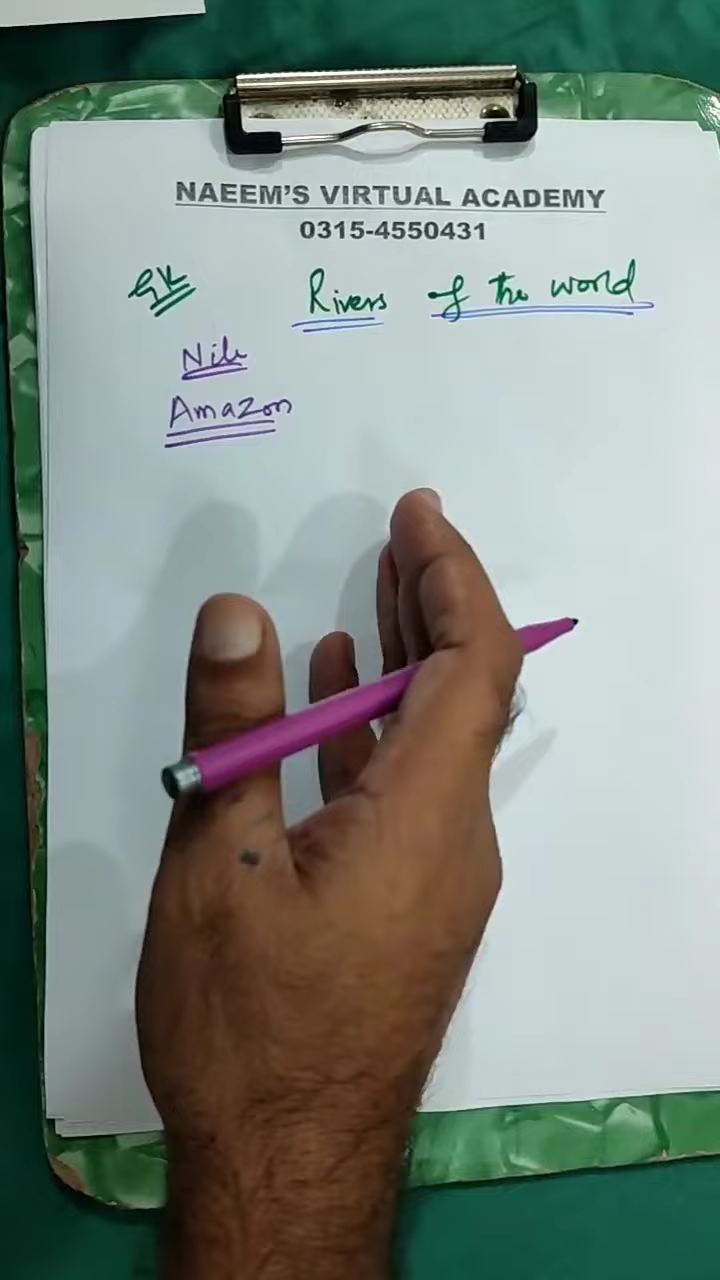 NAEEM'S VIRTUAL ACADEMY
0315-4550431
GK Rivers of the world
Nile
Amazon